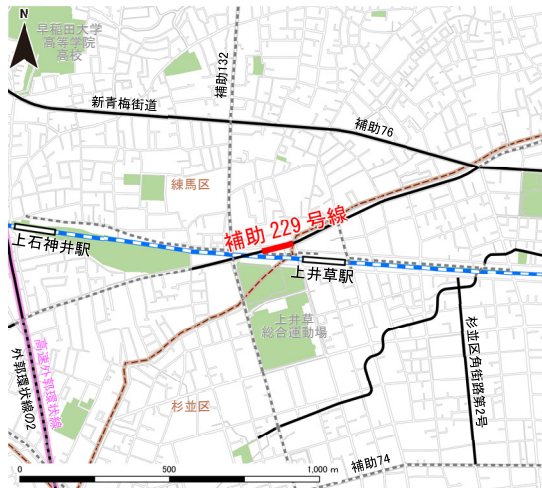 N
早稲田大学
高等学院
高校
補助132
新青梅街道
補助76
練馬区
補助229号線
上石神井駅
上井草駅
上井草
総合運動場
高速外郭環状線
外郭環状線の2
杉並区
杉並区角街路第2号
補助74
0 500 1,000 m